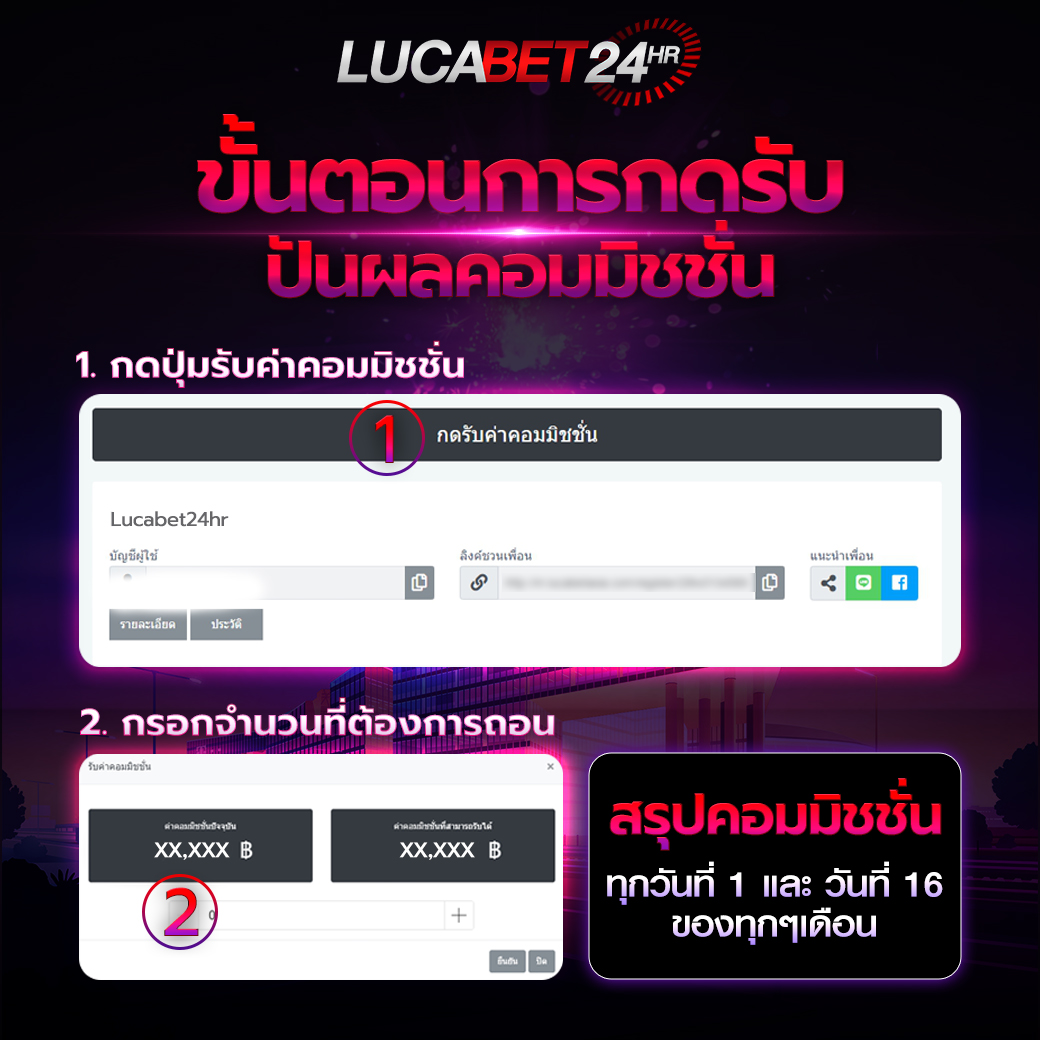 LUCABET24HR
ขั้นตอนการกดรับ
ปันผลคอมมิชชั่น
1. กดปุ่มรับค่าคอมมิชชั่น
1 กดรับค่าคอมมิชชั่น
Lucabet24hr
บัญชีผู้ใช้ ลิงค์ชวนเพื่อน แนะนำเพื่อน
รายละเอียด ประวัติ
2. กรอกจำนวนที่ต้องการถอน
รับค่าคอมมิชชั่น ×
ค่าคอมมิชชั่นปัจจุบัน ค่าคอมมิชชั่นที่สามารถรับได้
XX,XXX ฿ XX,XXX ฿
2 0 +
ยืนยัน ปิด
สรุปคอมมิชชั่น
ทุกวันที่ 1 และ วันที่ 16
ของทุกๆเดือน